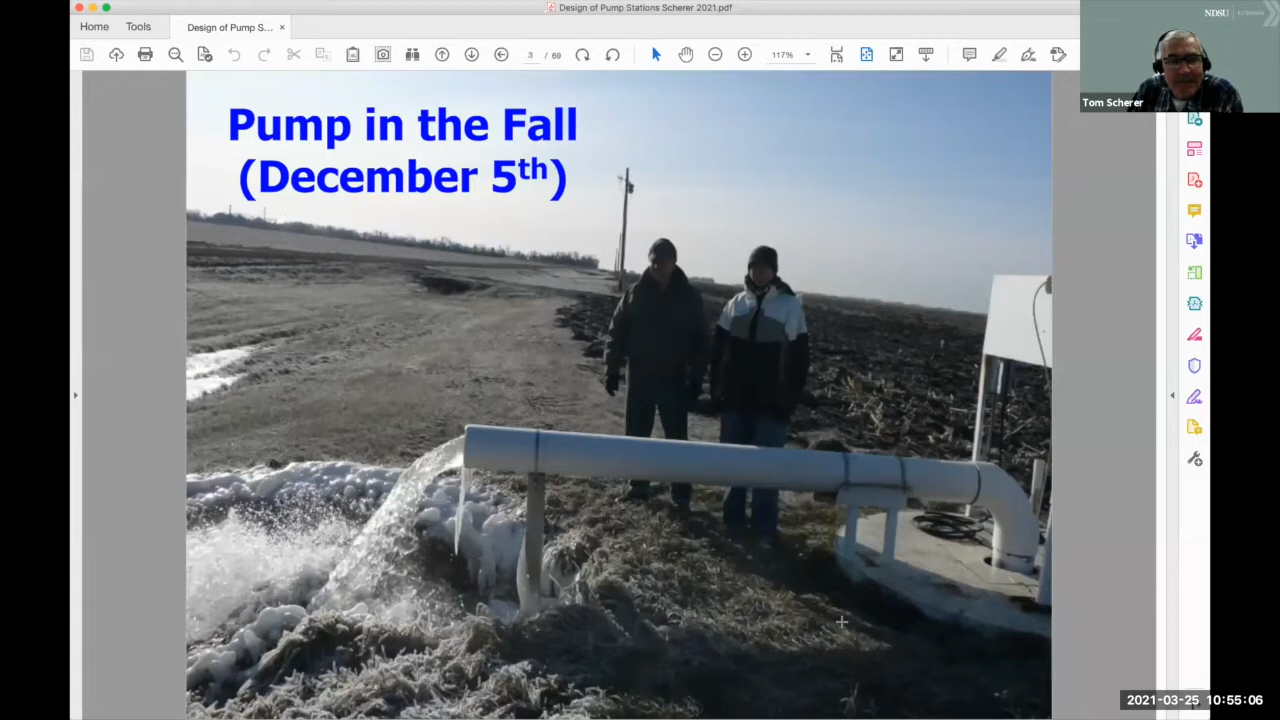 Design of Pump Stations Scherer 2021.pdf
NDSU EXTENSION
Home Tools Design of Pump S... ×
3 / 69 117%
Tom Scherer
Pump in the Fall
(December 5th)
2021-03-25 10:55:06